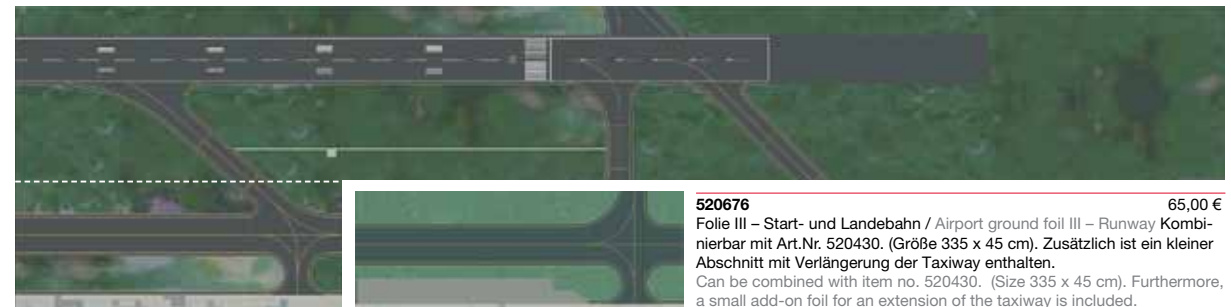 520676 65,00 €
Folie III – Start- und Landebahn / Airport ground foil III – Runway Kombi-
nierbar mit Art.Nr. 520430. (Größe 335 x 45 cm). Zusätzlich ist ein kleiner
Abschnitt mit Verlängerung der Taxiway enthalten.
Can be combined with item no. 520430. (Size 335 x 45 cm). Furthermore,
a small add-on foil for an extension of the taxiway is included.